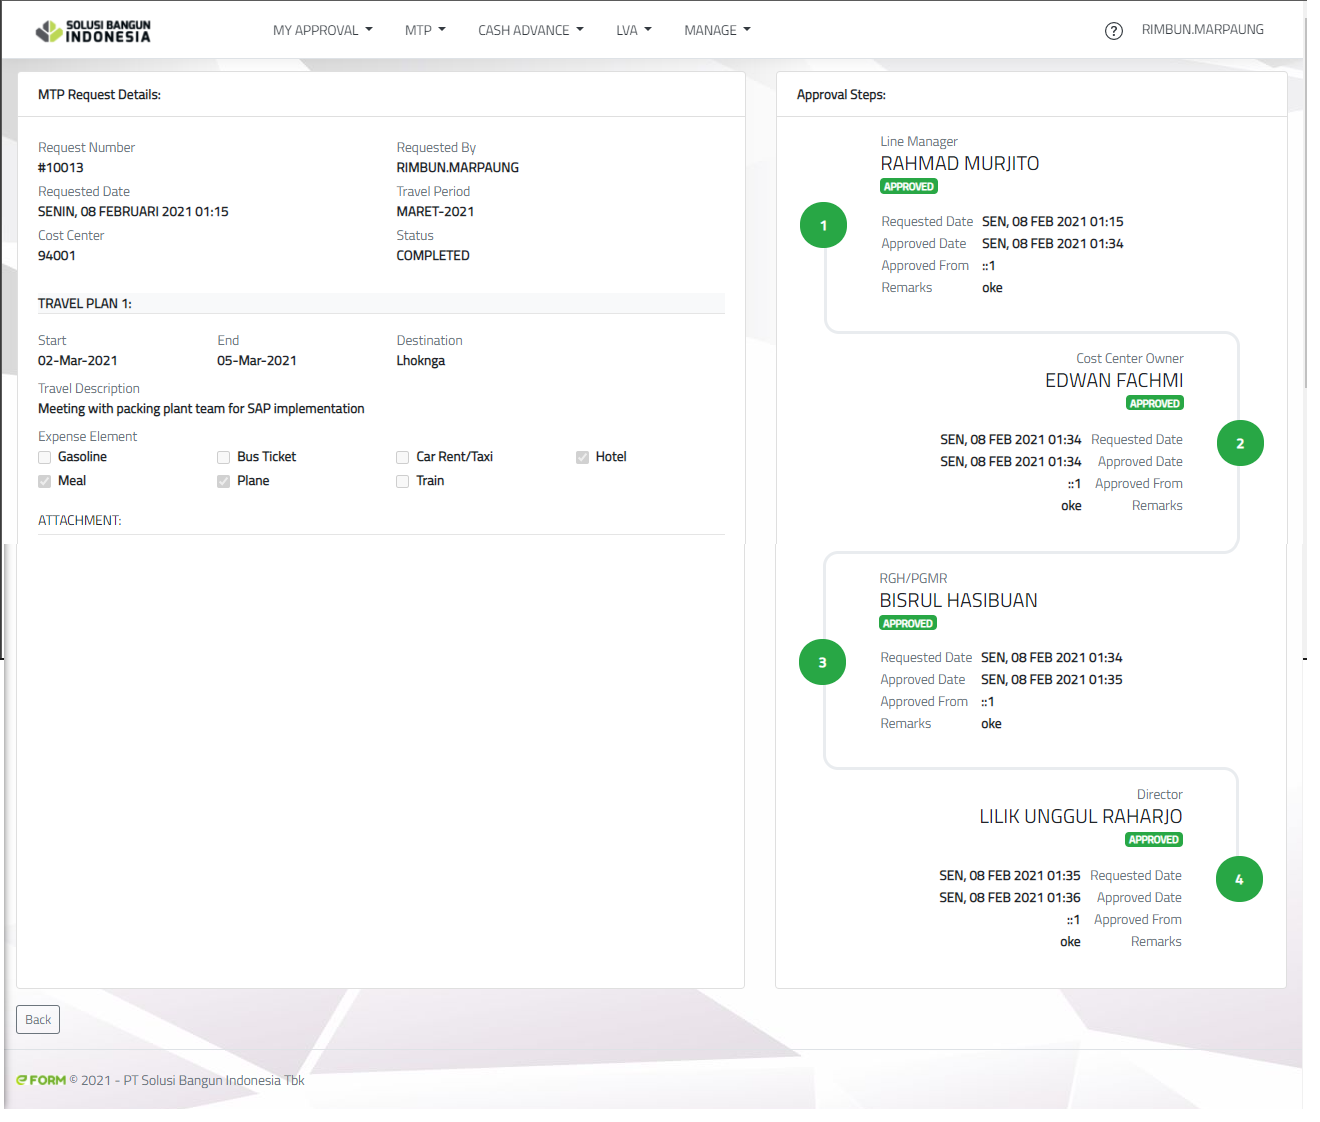 SOLUSI BANGUN
INDONESIA
MY APPROVAL
MTP
CASH ADVANCE
LVA
MANAGE
?
RIMBUN.MARPAUNG
MTP Request Details:
Request Number
#10013
Requested By
RIMBUN.MARPAUNG
Requested Date
SENIN, 08 FEBRUARI 2021 01:15
Travel Period
MARET-2021
Cost Center
94001
Status
COMPLETED
TRAVEL PLAN 1:
Start
02-Mar-2021
End
05-Mar-2021
Destination
Lhoknga
Travel Description
Meeting with packing plant team for SAP implementation
Expense Element
Gasoline
Bus Ticket
Car Rent/Taxi
Hotel
Meal
Plane
Train
ATTACHMENT:
Approval Steps:
1
Line Manager
RAHMAD MURJITO
APPROVED
Requested Date SEN, 08 FEB 2021 01:15
Approved Date SEN, 08 FEB 2021 01:34
Approved From ::1
Remarks oke
2
Cost Center Owner
EDWAN FACHMI
APPROVED
SEN, 08 FEB 2021 01:34 Requested Date
SEN, 08 FEB 2021 01:34 Approved Date
::1 Approved From
oke Remarks
3
RGH/PGMR
BISRUL HASIBUAN
APPROVED
Requested Date SEN, 08 FEB 2021 01:34
Approved Date SEN, 08 FEB 2021 01:35
Approved From ::1
Remarks oke
4
Director
LILIK UNGGUL RAHARJO
APPROVED
SEN, 08 FEB 2021 01:35 Requested Date
SEN, 08 FEB 2021 01:36 Approved Date
::1 Approved From
oke Remarks
Back
e FORM © 2021 - PT Solusi Bangun Indonesia Tbk